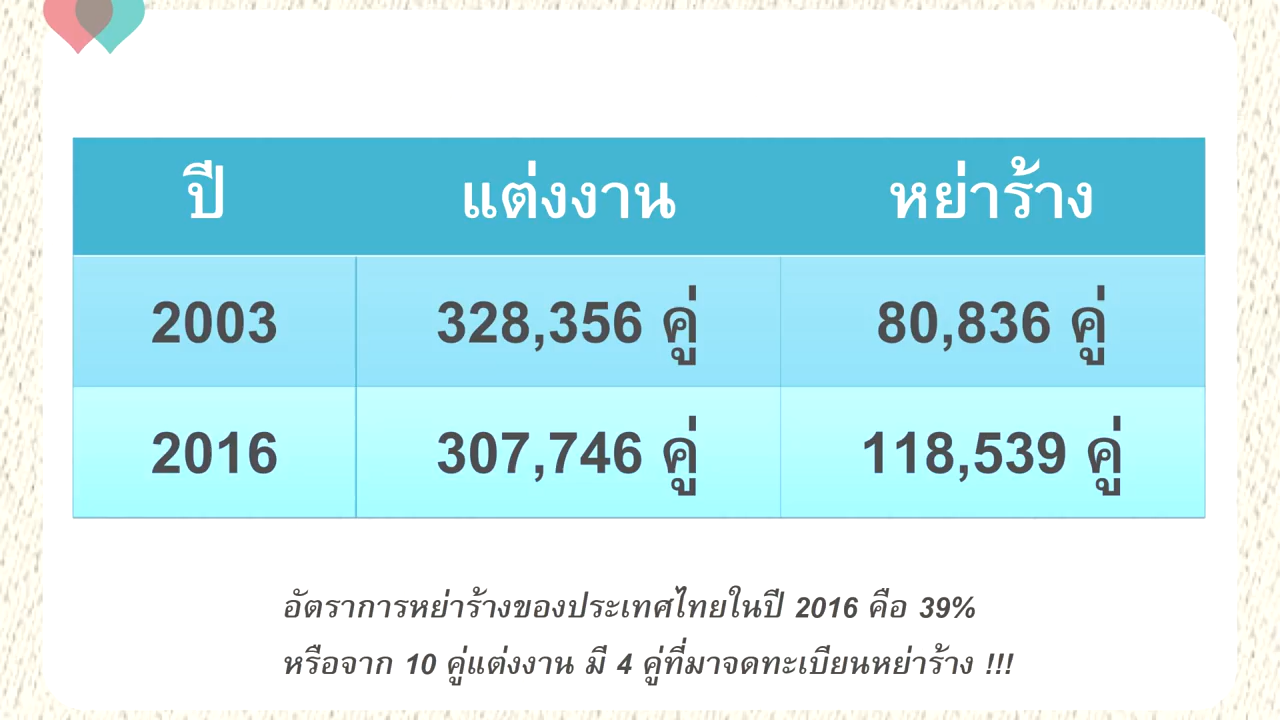 ปี แต่งงาน หย่าร้าง
2003 328,356 คู่ 80,836 คู่
2016 307,746 คู่ 118,539 คู่
อัตราการหย่าร้างของประเทศไทยในปี 2016 คือ 39%
หรือจาก 10 คู่แต่งงาน มี 4 คู่ที่มาจดทะเบียนหย่าร้าง !!!